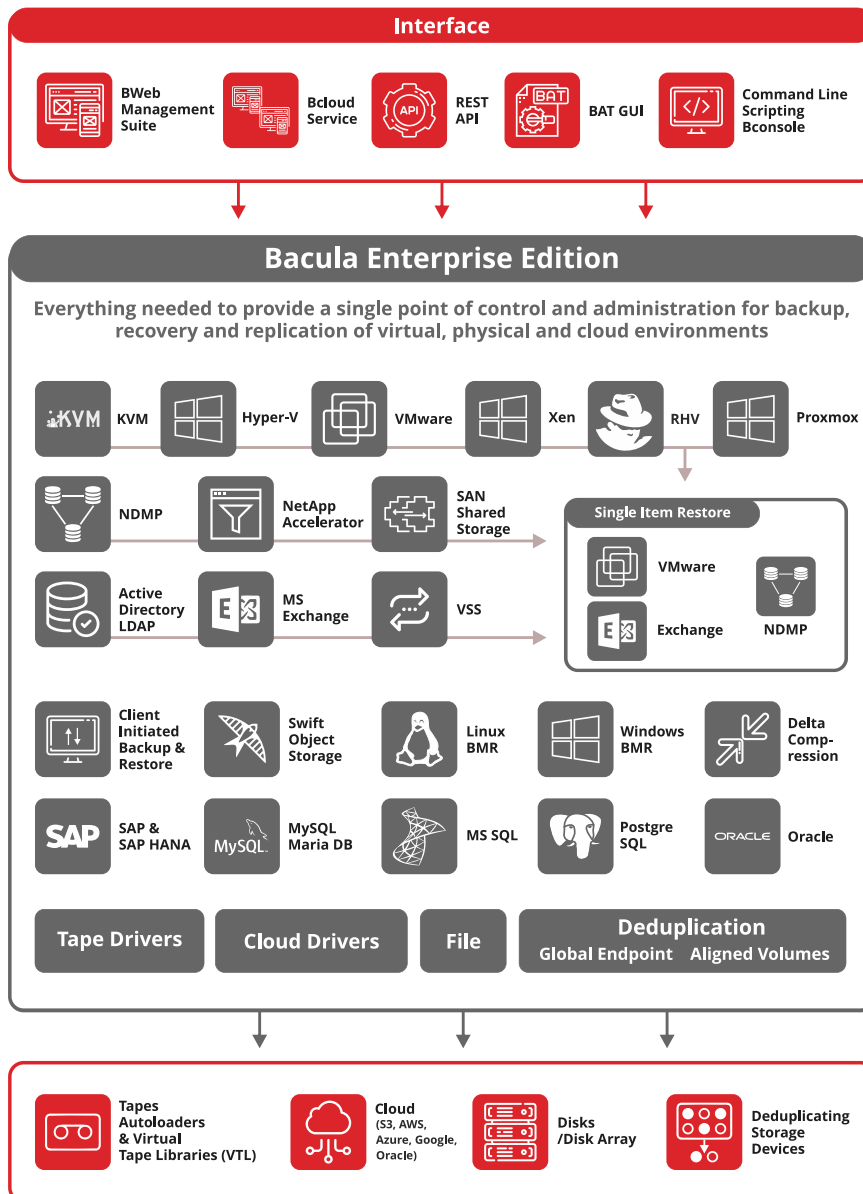 Interface
BWeb
Management
Suite
Bcloud
Service
API
REST
API
BAT
BAT GUI
Command Line
Scripting
Bconsole
Bacula Enterprise Edition
Everything needed to provide a single point of control and administration for backup,
recovery and replication of virtual, physical and cloud environments
KVM
KVM
Hyper-V
VMware
Xen
RHV
Proxmox
NDMP
NetApp
Accelerator
SAN
Shared
Storage
Single Item Restore
VMware
E
Exchange
NDMP
Active
Directory
LDAP
E
MS
Exchange
VSS
Client
Initiated
Backup &
Restore
Swift
Object
Storage
Linux
BMR
Windows
BMR
Delta
Comp-
ression
SAP
SAP &
SAP HANA
MySQL
MySQL
Maria DB
MS SQL
Postgre
SQL
ORACLE
Oracle
Tape Drivers
Cloud Drivers
File
Deduplication
Global Endpoint Aligned Volumes
Tapes
Autoloaders
& Virtual
Tape Libraries (VTL)
Cloud
(S3, AWS,
Azure, Google,
Oracle)
Disks
/Disk Array
Deduplicating
Storage
Devices